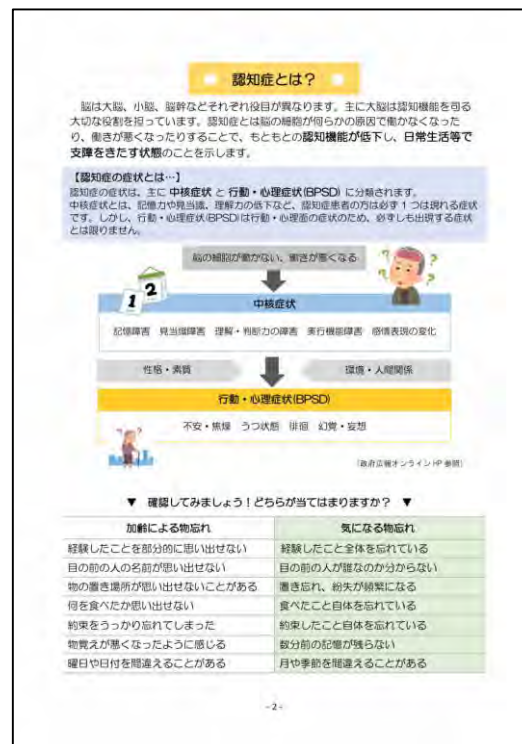 認知症とは?
脳は大脳、小脳、脳幹などそれぞれ役目が異なります。主に大脳は認知機能を司る
大切な役割を担っています。認知症とは脳の細胞が何らかの原因で働かなくなった
り、働きが悪くなったりすることで、もともとの認知機能が低下し、日常生活等で
支障をきたす状態のことを示します。
【認知症の症状とは…】
認知症の症状は、主に 中核症状 と 行動・心理症状(BPSD) に分類されます。
中核症状とは、記憶力や見当識、理解力の低下など、認知症患者の方は必ず1つは現れる症状
です。しかし、行動・心理症状(BPSD)は行動・心理面の症状のため、必ずしも出現する症状
とは限りません。
脳の細胞が働かない、働きが悪くなる
1 2
中核症状
記憶障害 見当識障害 理解・判断力の障害 実行機能障害 感情表現の変化
性格・素質 環境・人間関係
行動・心理症状(BPSD)
不安・焦燥 うつ状態 徘徊 幻覚・妄想
(政府広報オンラインHP参照)
▼ 確認してみましょう!どちらが当てはまりますか? ▼
加齢による物忘れ 気になる物忘れ
経験したことを部分的に思い出せない 経験したこと全体を忘れている
目の前の人の名前が思い出せない 目の前の人が誰なのか分からない
物の置き場所が思い出せないことがある 置き忘れ、紛失が頻繁になる
何を食べたか思い出せない 食べたこと自体を忘れている
約束をうっかり忘れてしまった 約束したこと自体を忘れている
物覚えが悪くなったように感じる 数分前の記憶が残らない
曜日や日付を間違えることがある 月や季節を間違えることがある
-2-